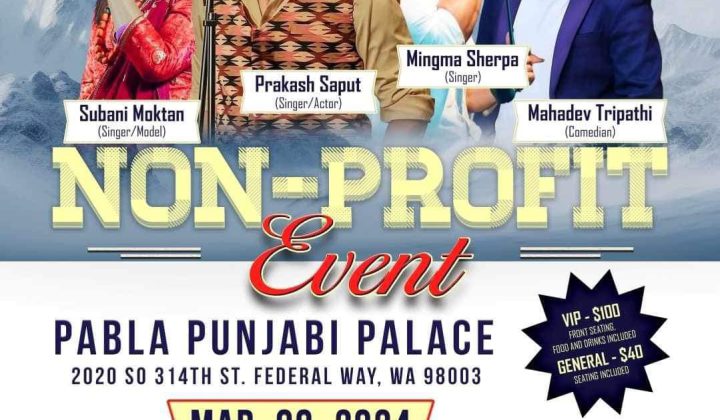 Subani Moktan
(Singer/Model)
Prakash Saput
(Singer/Actor)
Mingma Sherpa
(Singer)
Mahadev Tripathi
(Comedian)
NON-PROFIT
Event
PABLA PUNJABI PALACE
2020 SO 314TH ST. FEDERAL WAY, WA 98003
VIP - $100
FRONT SEATING,
FOOD AND DRINKS INCLUDED
GENERAL - $40
SEATING INCLUDED